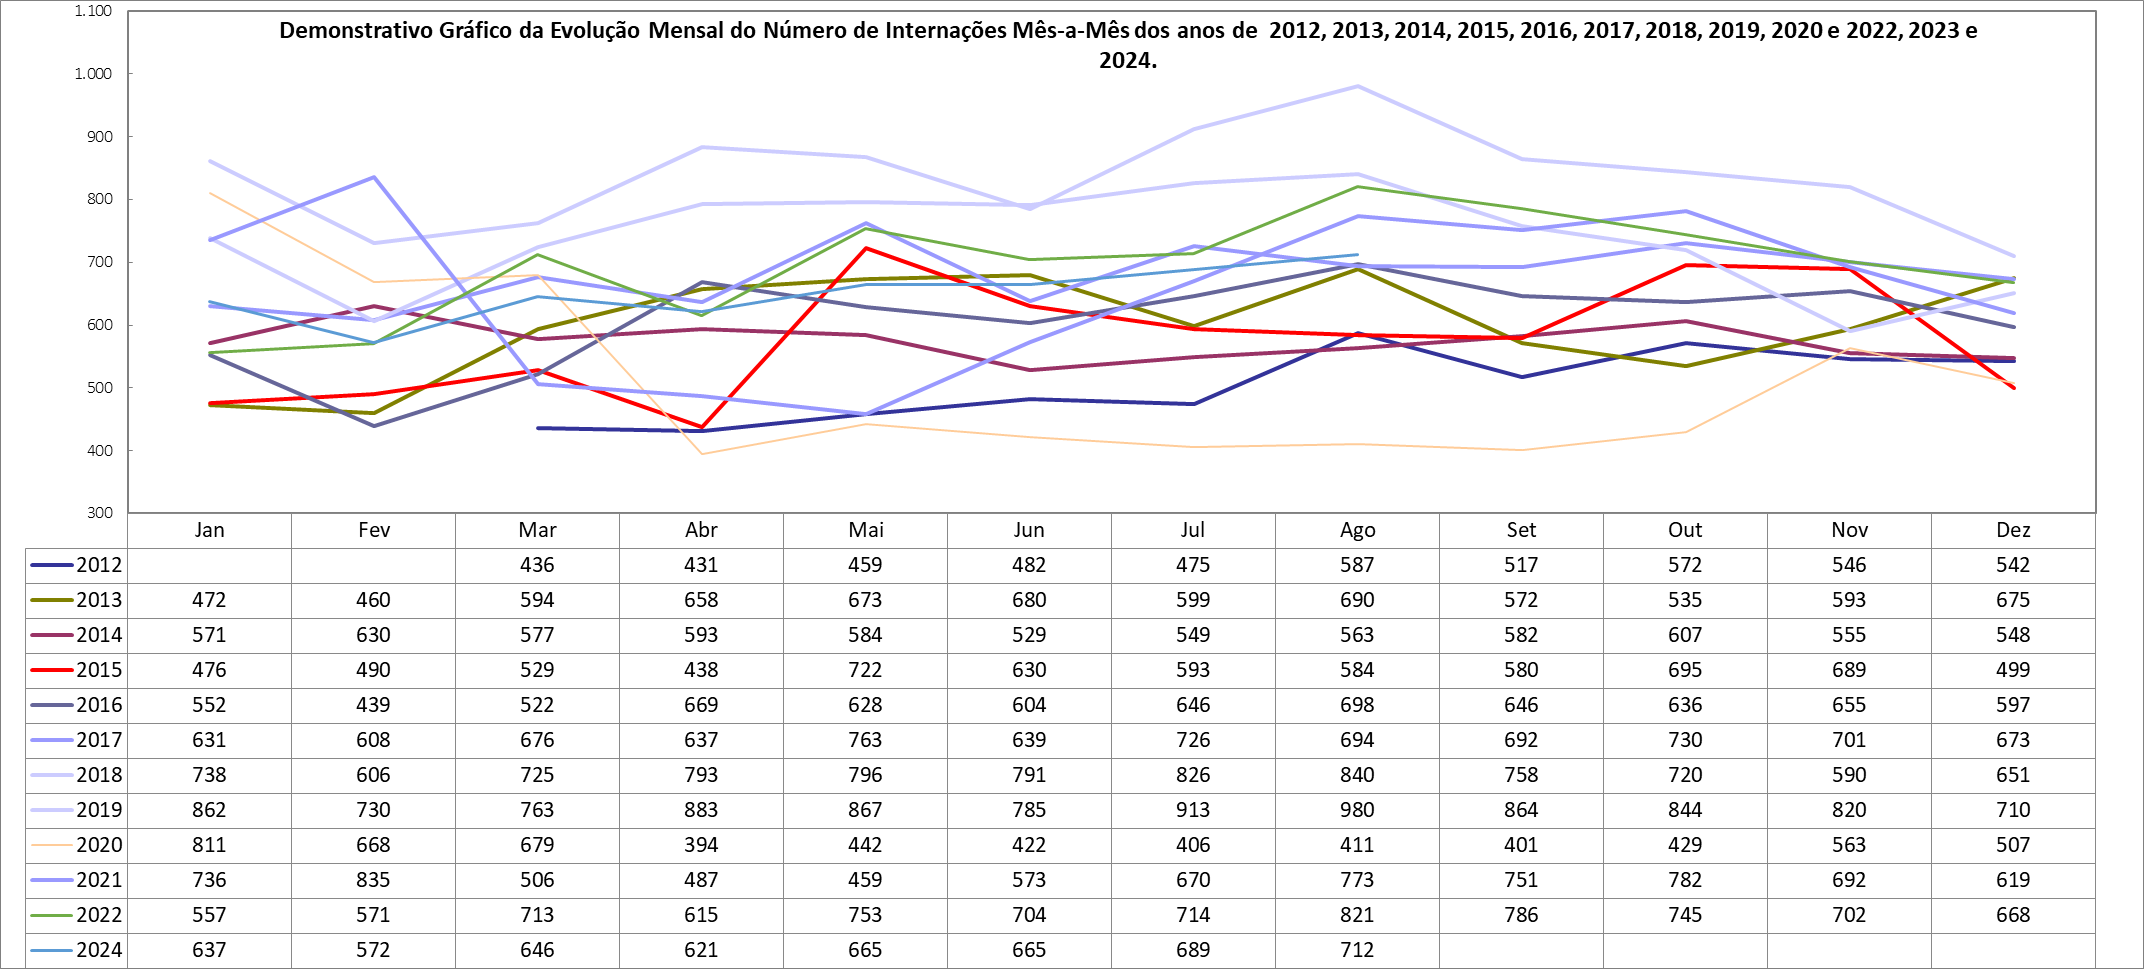 Demonstrativo Gráfico da Evolução Mensal do Número de Internações Mês-a-Mês dos anos de 2012, 2013, 2014, 2015, 2016, 2017, 2018, 2019, 2020 e 2022, 2023 e
2024.
1.100
1.000
900
800
700
600
500
400
300
Jan Fev Mar Abr Mai Jun Jul Ago Set Out Nov Dez
2012 436 431 459 482 475 587 517 572 546 542
2013 472 460 594 658 673 680 599 690 572 535 593 675
2014 571 630 577 593 584 529 549 563 582 607 555 548
2015 476 490 529 438 722 630 593 584 580 695 689 499
2016 552 439 522 669 628 604 646 698 646 636 655 597
2017 631 608 676 637 763 639 726 694 692 730 701 673
2018 738 606 725 793 796 791 826 840 758 720 590 651
2019 862 730 763 883 867 785 913 980 864 844 820 710
2020 811 668 679 394 442 422 406 411 401 429 563 507
2021 736 835 506 487 459 573 670 773 751 782 692 619
2022 557 571 713 615 753 704 714 821 786 745 702 668
2024 637 572 646 621 665 665 689 712